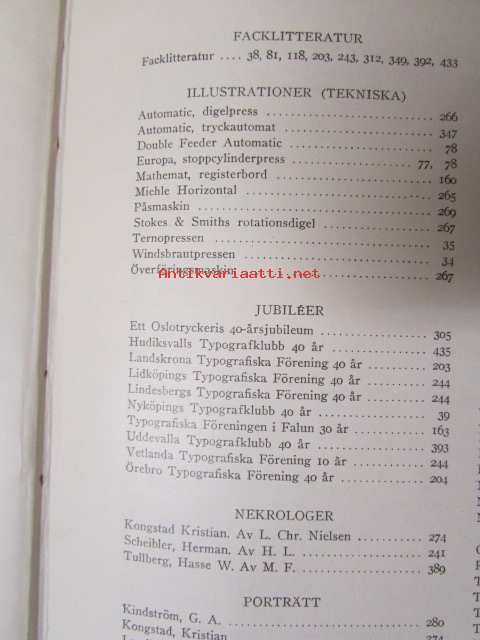 FACKLITTERATUR
Facklitteratur .... 38, 81, 118, 203, 243, 312, 349, 392, 433
ILLUSTRATIONER (TEKNISKA)
Automatic, digelpress ........ 266
Automatic, tryckautomat ........ 347
Double Feeder Automatic ........ 78
Europa, stoppcylinderpress ........ 77, 78
Mathemat, registerbord ........ 160
Miehle Horizontal ........ 265
Påsmaskin ........ 269
Stokes & Smiths rotationsdigel ........ 267
Ternopressen ........ 35
Windsbrautpressen ........ 34
Överföringsmaskin ........ 267
Antikvariaatti.net
JUBILÉER
Ett Oslotryckeris 40-årsjubileum ........ 305
Hudiksvalls Typografklubb 40 år ........ 435
Landskrona Typografiska Förening 40 år ........ 203
Lidköpings Typografiska Förening 40 år ........ 244
Lindesbergs Typografiska Förening 40 år ........ 244
Nyköpings Typografklubb 40 år ........ 39
Typografiska Föreningen i Falun 30 år ........ 163
Uddevalla Typografklubb 40 år ........ 393
Vetlanda Typografiska Förening 10 år ........ 244
Örebro Typografiska Förening 40 år ........ 204
NEKROLOGER
Kongstad Kristian. Av L. Chr. Nielsen ........ 274
Scheibler, Herman. Av H. L. ........ 241
Tullberg, Hasse W. Av M. F. ........ 389
PORTRÄTT
Kindström, G. A. ........ 280
Kongstad, Kristian ........ 274